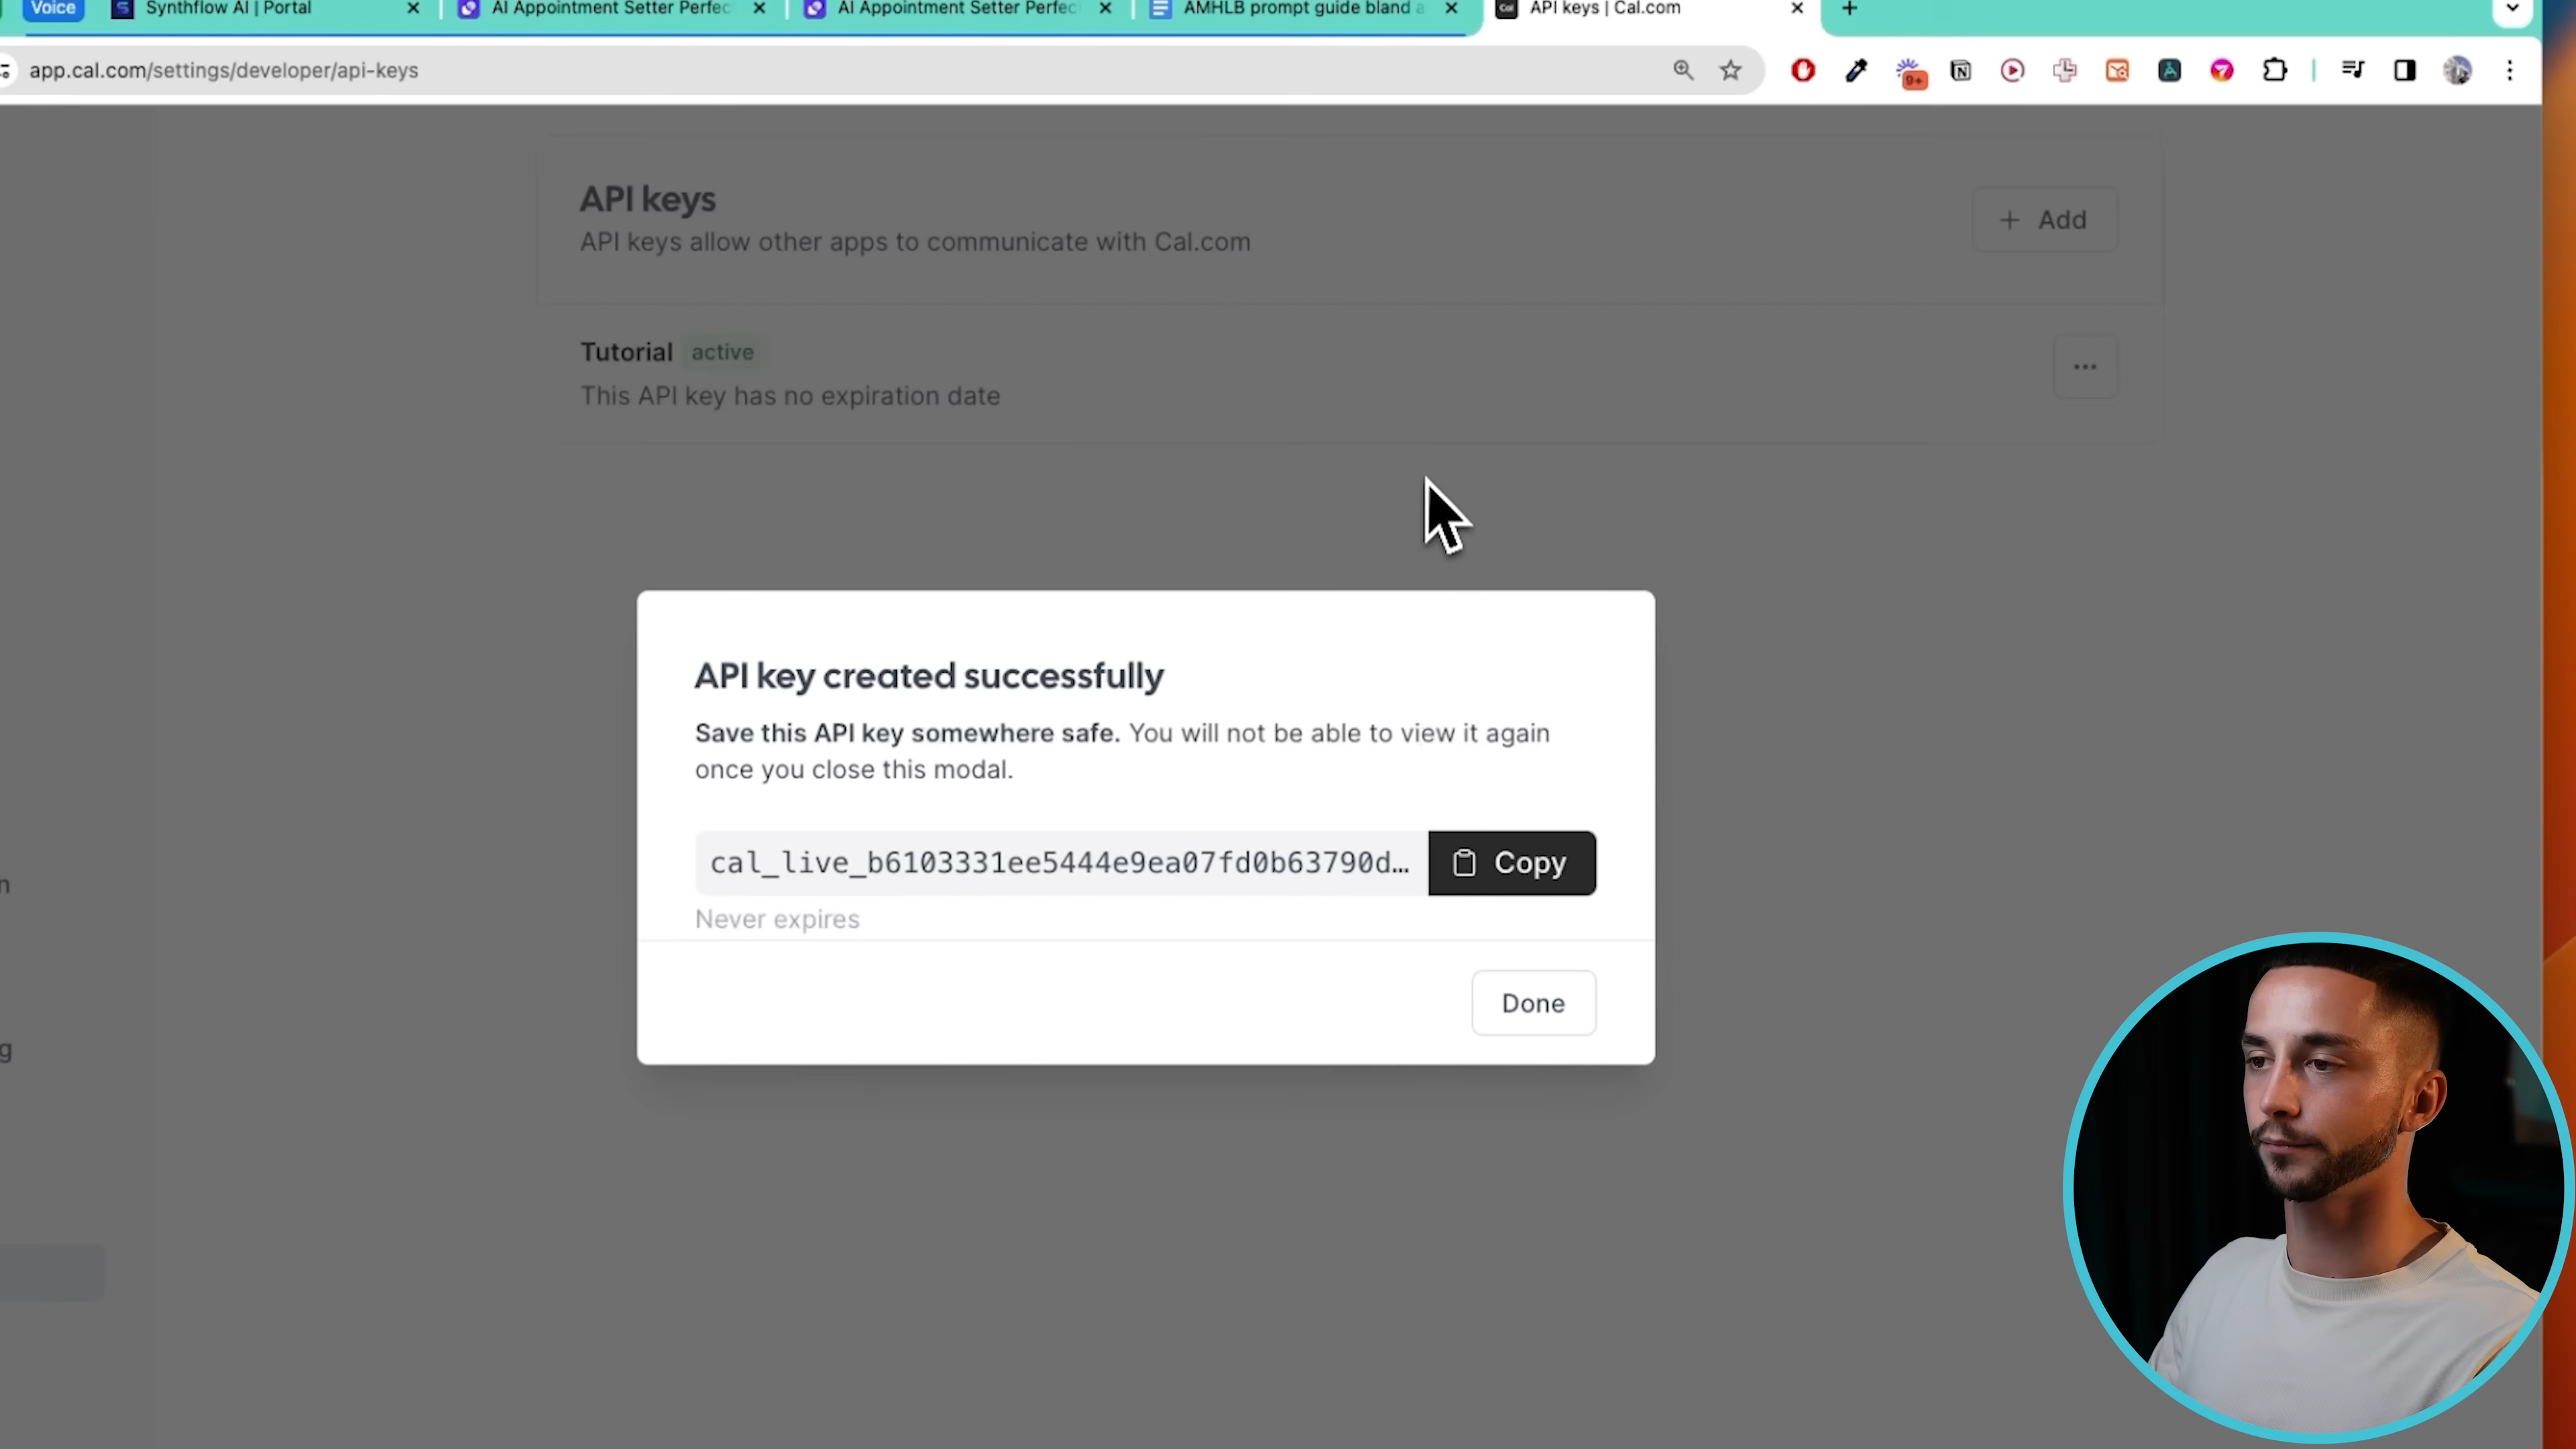 Voice
Synthflow AI | Portal
AI Appointment Setter Perfec
AI Appointment Setter Perfec
AMHLB prompt guide bland a
API keys | Cal.com
app.cal.com/settings/developer/api-keys
9+
API keys
API keys allow other apps to communicate with Cal.com
+ Add
Tutorial active
This API key has no expiration date
API key created successfully
Save this API key somewhere safe. You will not be able to view it again
once you close this modal.
cal_live_b6103331ee5444e9ea07fd0b63790d…
Copy
Never expires
n
Done
g